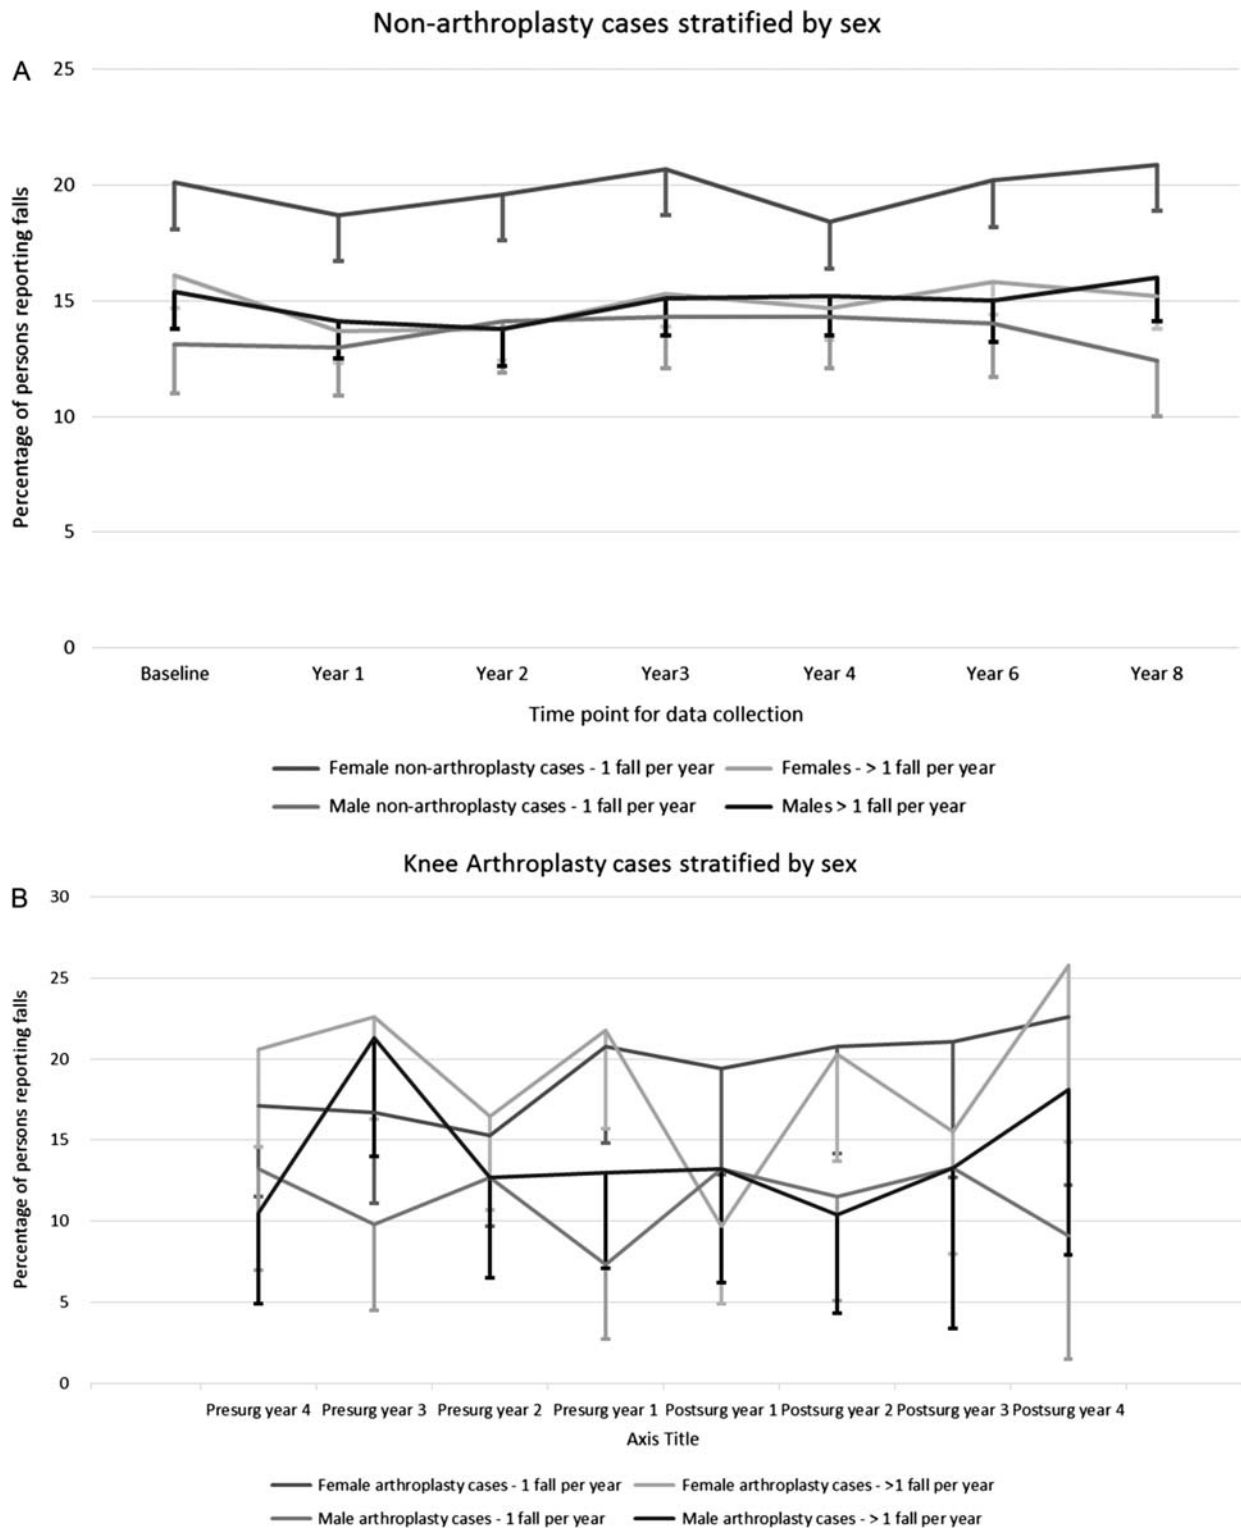 Non-arthroplasty cases stratified by sex
A
25
20
15
10
5
0
Percentage of persons reporting falls
Baseline Year 1 Year 2 Year3 Year 4 Year 6 Year 8
Time point for data collection
Female non-arthroplasty cases - 1 fall per year Females - > 1 fall per year
Male non-arthroplasty cases - 1 fall per year Males > 1 fall per year
Knee Arthroplasty cases stratified by sex
B
30
25
20
15
10
5
0
Percentage of persons reporting falls
Presurg year 4 Presurg year 3 Presurg year 2 Presurg year 1 Postsurg year 1 Postsurg year 2 Postsurg year 3 Postsurg year 4
Axis Title
Female arthroplasty cases - 1 fall per year Female arthroplasty cases - >1 fall per year
Male arthroplasty cases - 1 fall per year Male arthroplasty cases - > 1 fall per year